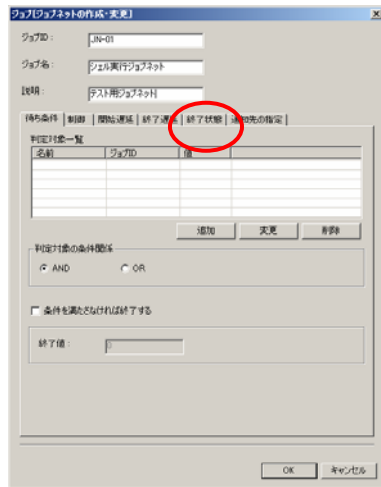 ジョブ[ジョブネットの作成・変更]
ジョブID： JN-01
ジョブ名： シェル実行ジョブネット
説明： テスト用ジョブネット
待ち条件 制御 開始遅延 終了遅延 終了状態 通知先の指定
判定対象一覧
名前 ジョブID 値
追加 変更 削除
判定対象の条件関係
AND OR
条件を満たさなければ終了する
終了値：
OK キャンセル